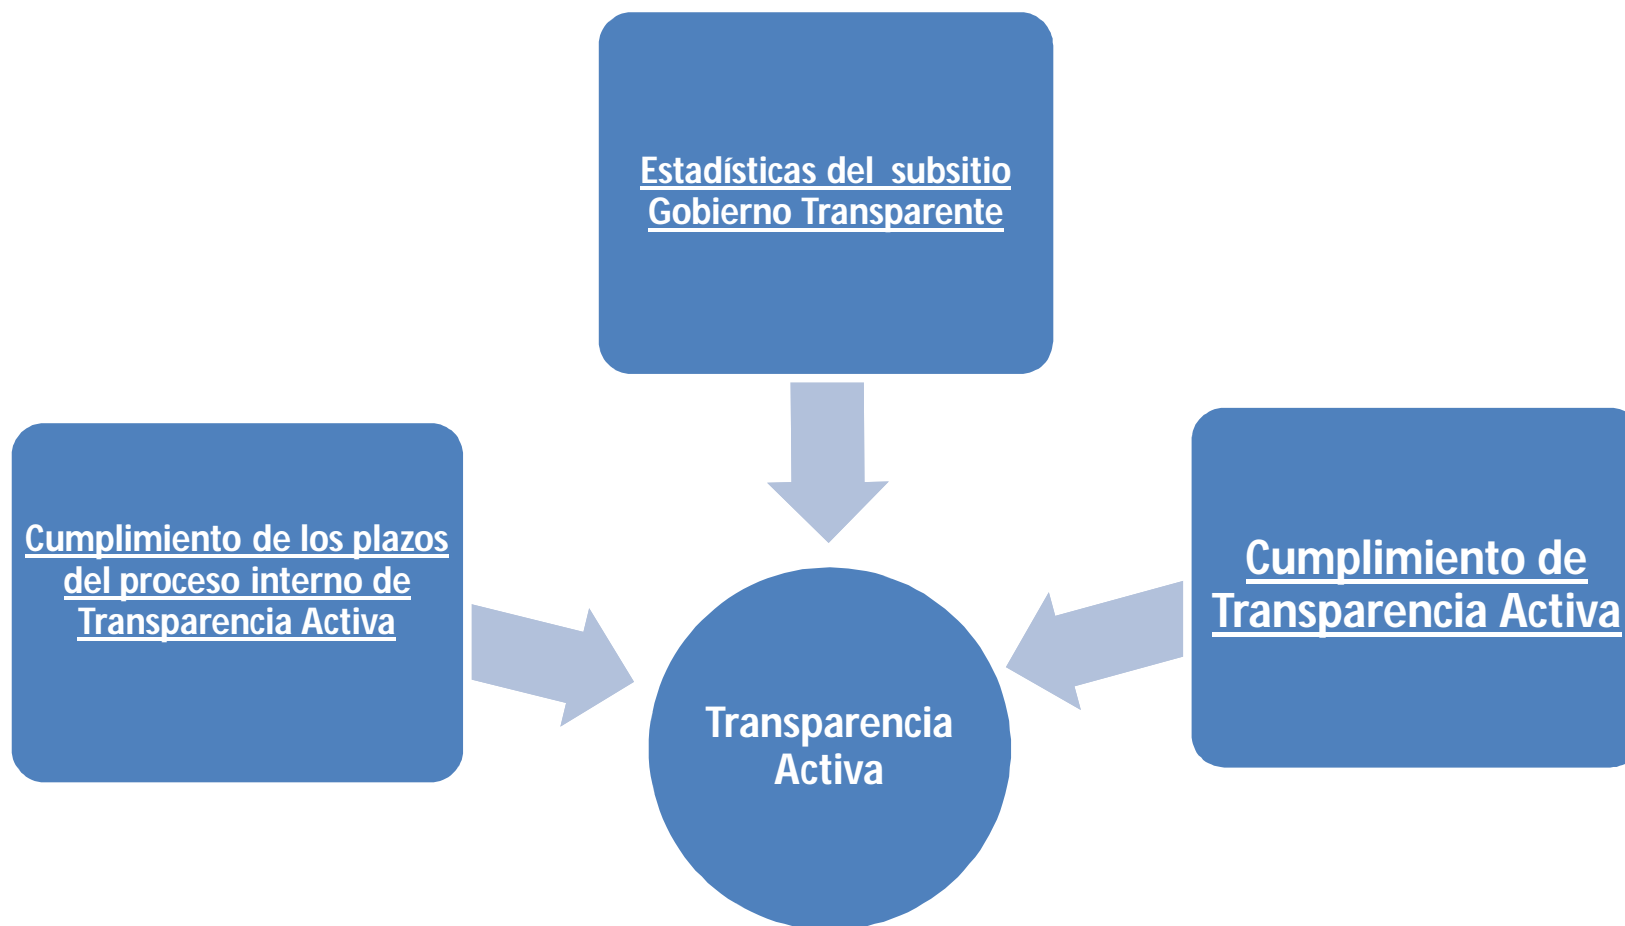 Estadísticas del subsitio
Gobierno Transparente
Cumplimiento de los plazos
del proceso interno de
Transparencia Activa
Cumplimiento de
Transparencia Activa
Transparencia
Activa